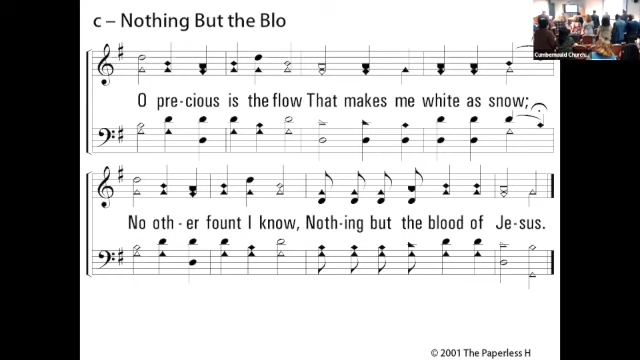 c – Nothing But the Blo
Cumbernauld Church
O pre-cious is the flow That makes me white as snow;
No oth - er fount I know, Noth-ing but the blood of Je-sus.
© 2001 The Paperless H